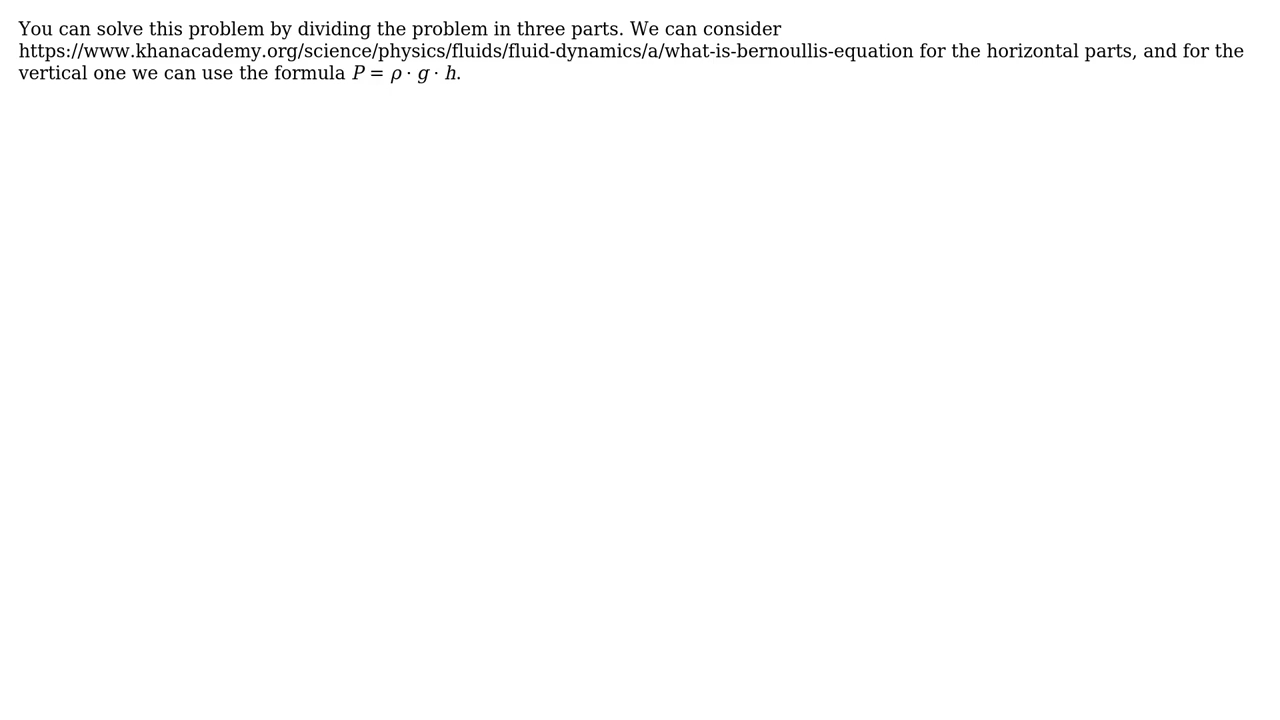 You can solve this problem by dividing the problem in three parts. We can consider
https://www.khanacademy.org/science/physics/fluids/fluid-dynamics/a/what-is-bernoullis-equation for the horizontal parts, and for the
vertical one we can use the formula P = ρ · g · h.